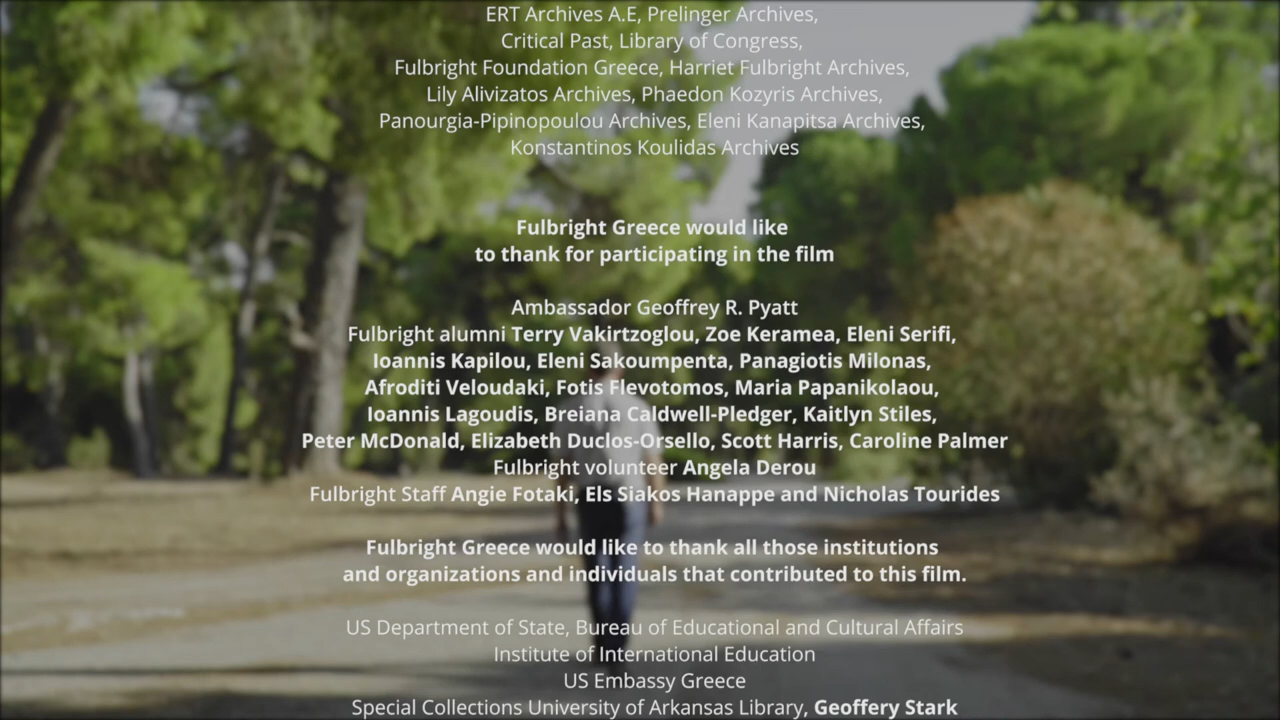 ERT Archives A.E, Prelinger Archives,
Critical Past, Library of Congress,
Fulbright Foundation Greece, Harriet Fulbright Archives,
Lily Alivizatos Archives, Phaedon Kozyris Archives,
Panourgia-Pipinopoulou Archives, Eleni Kanapitsa Archives,
Konstantinos Koulidas Archives
Fulbright Greece would like
to thank for participating in the film
Ambassador Geoffrey R. Pyatt
Fulbright alumni Terry Vakirtzoglou, Zoe Keramea, Eleni Serifi,
Ioannis Kapilou, Eleni Sakoumpenta, Panagiotis Milonas,
Afroditi Veloudaki, Fotis Flevotomos, Maria Papanikolaou,
Ioannis Lagoudis, Breiana Caldwell-Pledger, Kaitlyn Stiles,
Peter McDonald, Elizabeth Duclos-Orsello, Scott Harris, Caroline Palmer
Fulbright volunteer Angela Derou
Fulbright Staff Angie Fotaki, Els Siakos Hanappe and Nicholas Tourides
Fulbright Greece would like to thank all those institutions
and organizations and individuals that contributed to this film.
US Department of State, Bureau of Educational and Cultural Affairs
Institute of International Education
US Embassy Greece
Special Collections University of Arkansas Library, Geoffery Stark